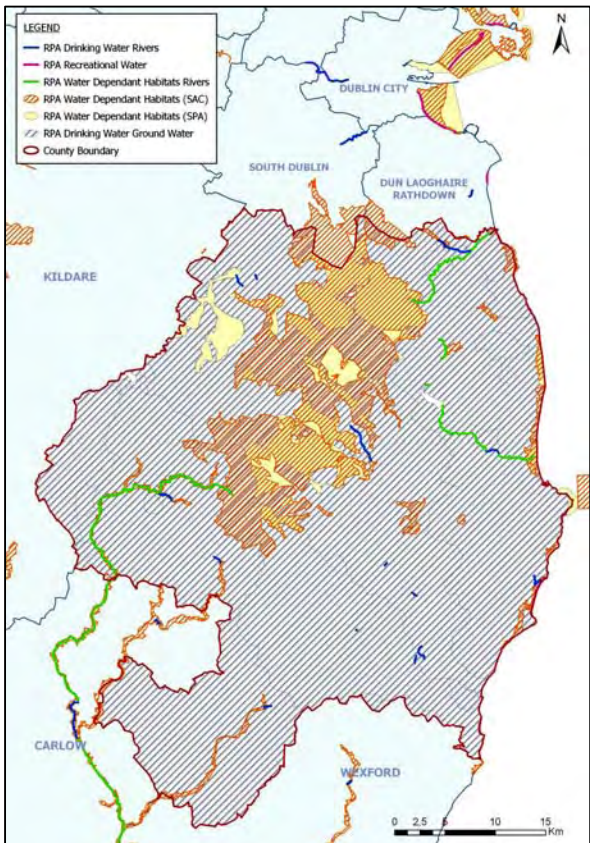 LEGEND
RPA Drinking Water Rivers
RPA Recreational Water
RPA Water Dependant Habitats Rivers
RPA Water Dependant Habitats (SAC)
RPA Water Dependant Habitats (SPA)
RPA Drinking Water Ground Water
County Boundary
N
DUBLIN CITY
SOUTH DUBLIN
DUN LAOGHAIRE
RATHDOWN
KILDARE
CARLOW
WEXFORD
0 2.5 5 10 15
Km